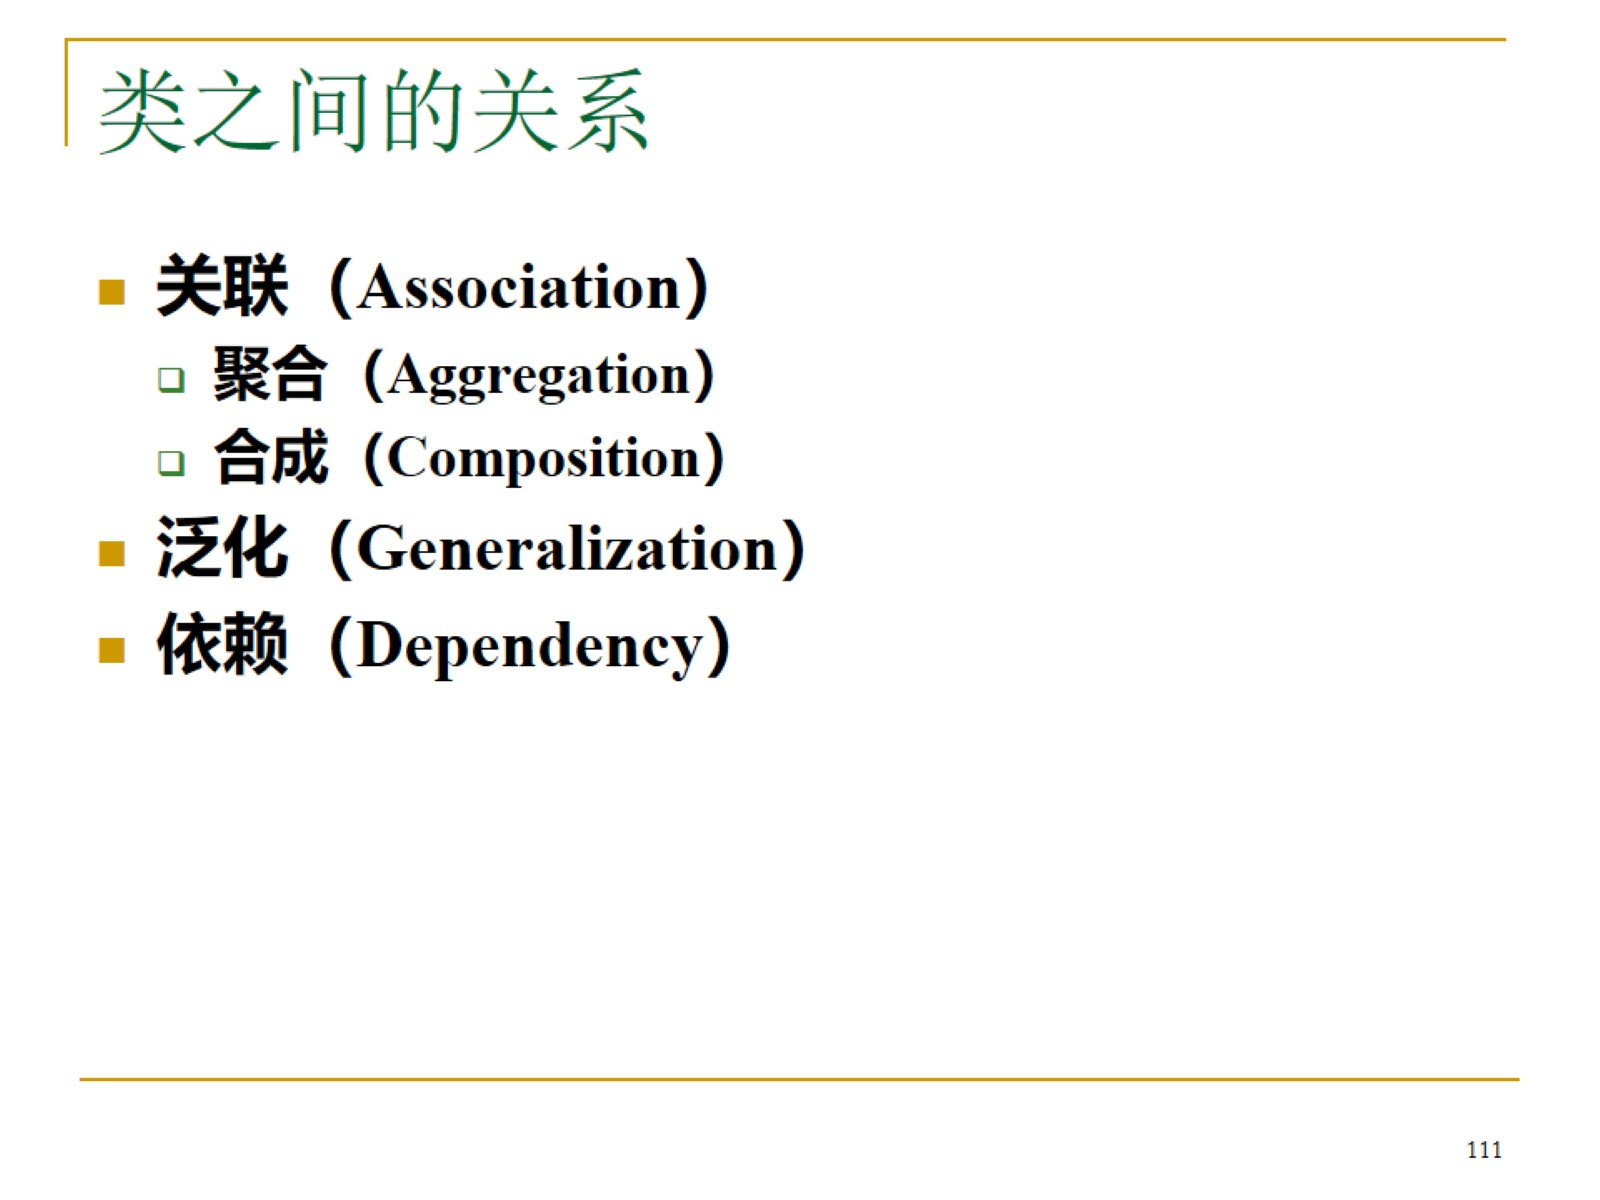 类之间的关系
关联（Association）
聚合（Aggregation）
合成（Composition）
泛化（Generalization）
依赖（Dependency）
111